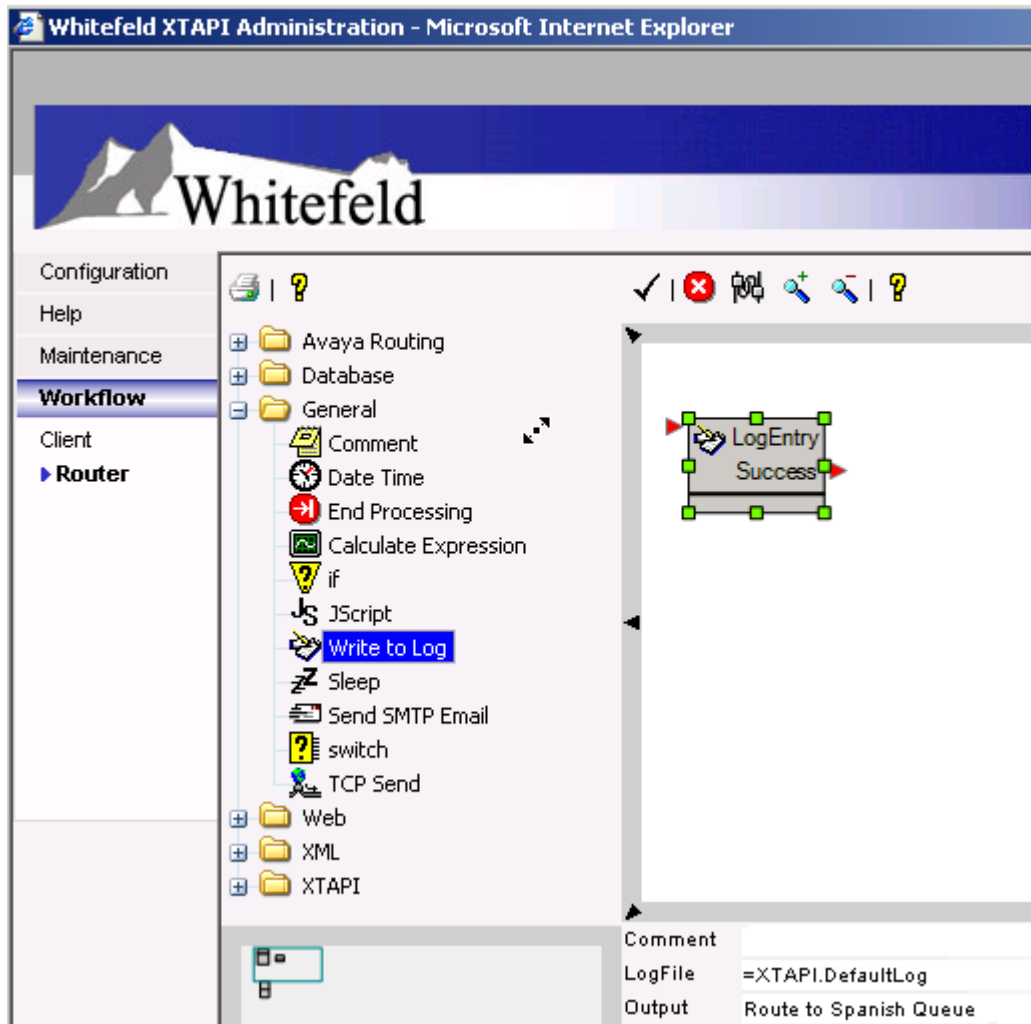 Whitefeld XTAPI Administration - Microsoft Internet Explorer
Whitefeld
Configuration
Help
Maintenance
Workflow
Client
Router
Avaya Routing
Database
General
Comment
Date Time
End Processing
Calculate Expression
if
JScript
Write to Log
Sleep
Send SMTP Email
switch
TCP Send
Web
XML
XTAPI
LogEntry
Success
Comment
LogFile =XTAPI.DefaultLog
Output Route to Spanish Queue